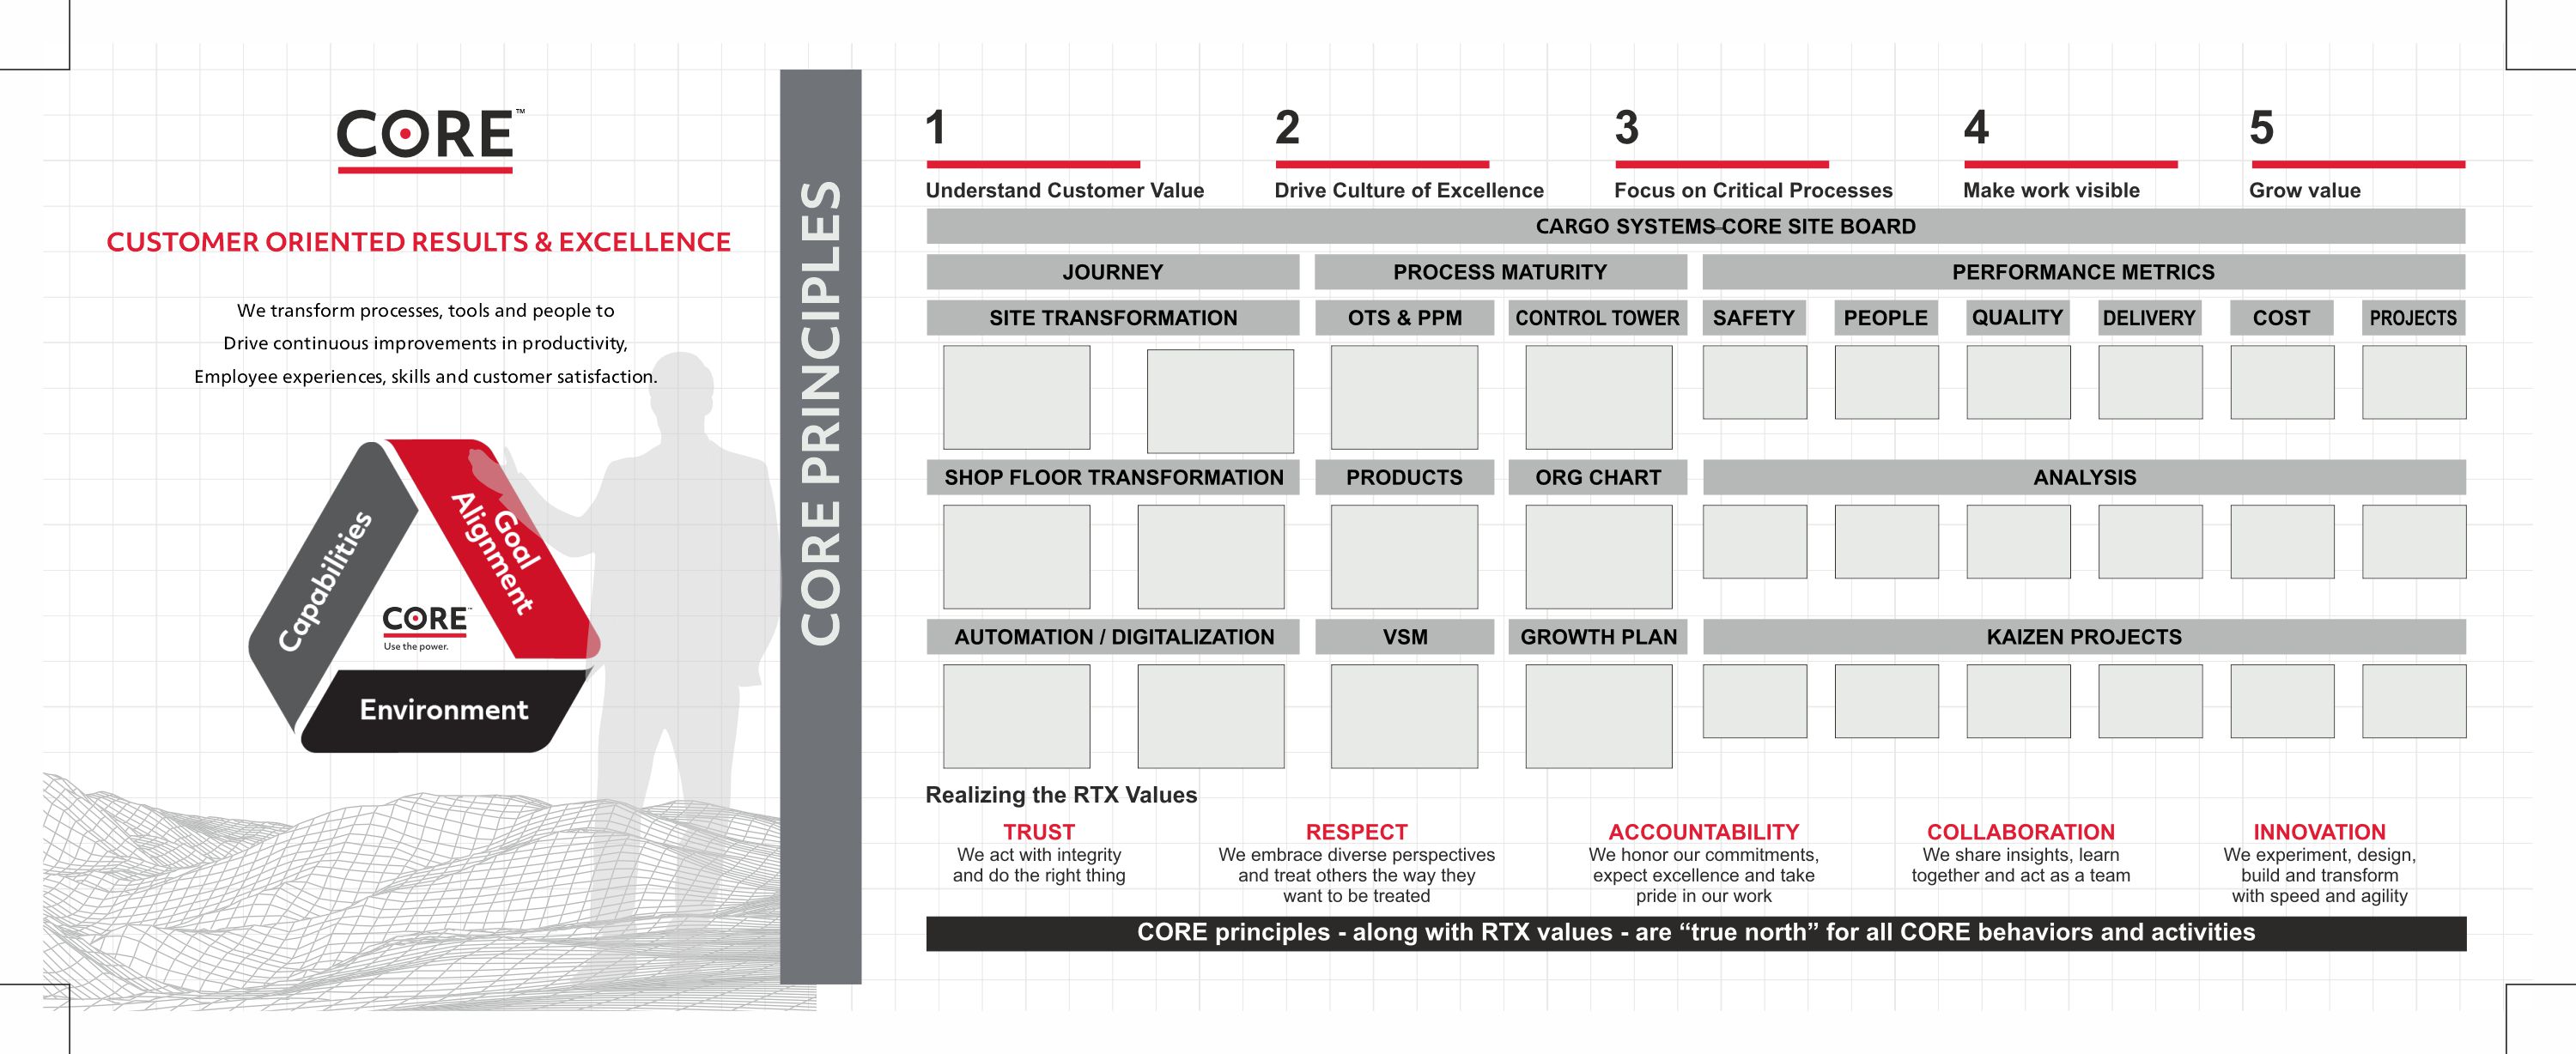 CORE™
CUSTOMER ORIENTED RESULTS & EXCELLENCE
We transform processes, tools and people to
Drive continuous improvements in productivity,
Employee experiences, skills and customer satisfaction.
Capabilities
Goal
Alignment
CORE™
Use the power.
Environment
CORE PRINCIPLES
1
2
3
4
5
Understand Customer Value
Drive Culture of Excellence
Focus on Critical Processes
Make work visible
Grow value
CARGO SYSTEMS-CORE SITE BOARD
JOURNEY
PROCESS MATURITY
PERFORMANCE METRICS
SITE TRANSFORMATION
OTS & PPM
CONTROL TOWER
SAFETY
PEOPLE
QUALITY
DELIVERY
COST
PROJECTS
SHOP FLOOR TRANSFORMATION
PRODUCTS
ORG CHART
ANALYSIS
AUTOMATION / DIGITALIZATION
VSM
GROWTH PLAN
KAIZEN PROJECTS
Realizing the RTX Values
TRUST
We act with integrity
and do the right thing
RESPECT
We embrace diverse perspectives
and treat others the way they
want to be treated
ACCOUNTABILITY
We honor our commitments,
expect excellence and take
pride in our work
COLLABORATION
We share insights, learn
together and act as a team
INNOVATION
We experiment, design,
build and transform
with speed and agility
CORE principles - along with RTX values - are “true north” for all CORE behaviors and activities